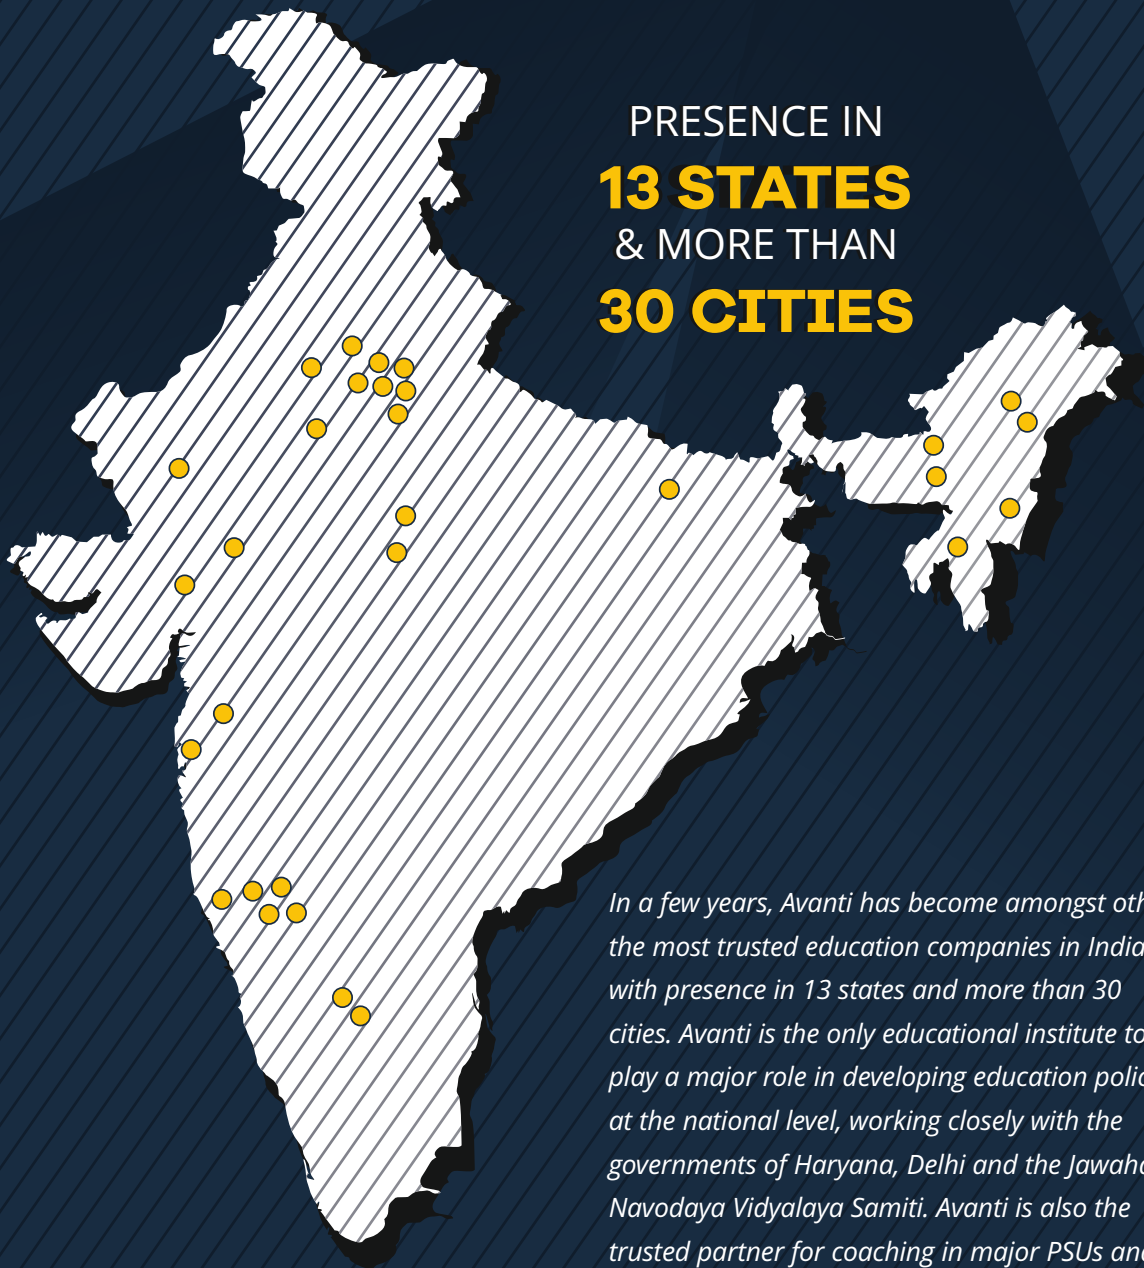 PRESENCE IN
13 STATES
& MORE THAN
30 CITIES
In a few years, Avanti has become amongst
the most trusted education companies in India
with presence in 13 states and more than 30
cities. Avanti is the only educational institute to
play a major role in developing education
at the national level, working closely with the
governments of Haryana, Delhi and the
Navodaya Vidyalaya Samiti. Avanti is also the
trusted partner for coaching in major PSUs